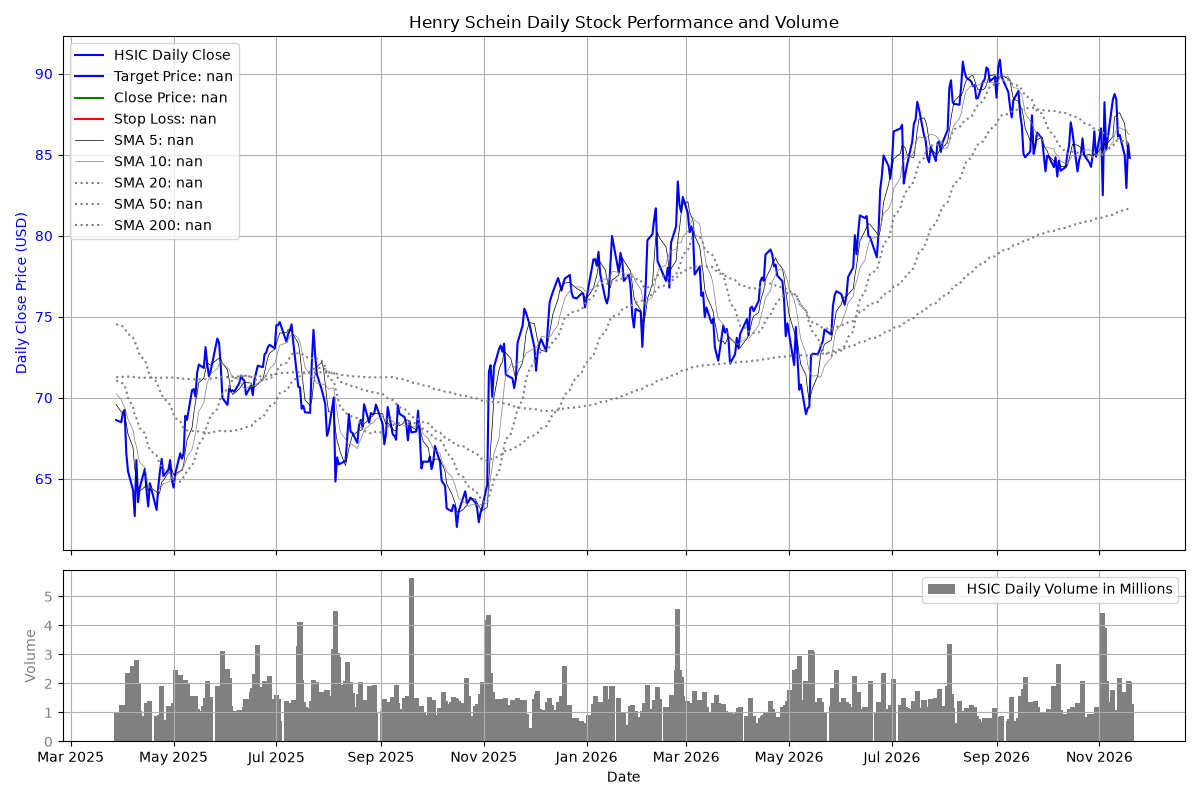 Henry Schein Daily Stock Performance and Volume
HSIC Daily Close
Target Price: nan
Close Price: nan
Stop Loss: nan
SMA 5: nan
SMA 10: nan
SMA 20: nan
SMA 50: nan
SMA 200: nan
90
85
80
75
70
65
Daily Close Price (USD)
HSIC Daily Volume in Millions
5
4
3
2
1
0
Volume
Mar 2025 May 2025 Jul 2025 Sep 2025 Nov 2025 Jan 2026 Mar 2026 May 2026 Jul 2026 Sep 2026 Nov 2026
Date